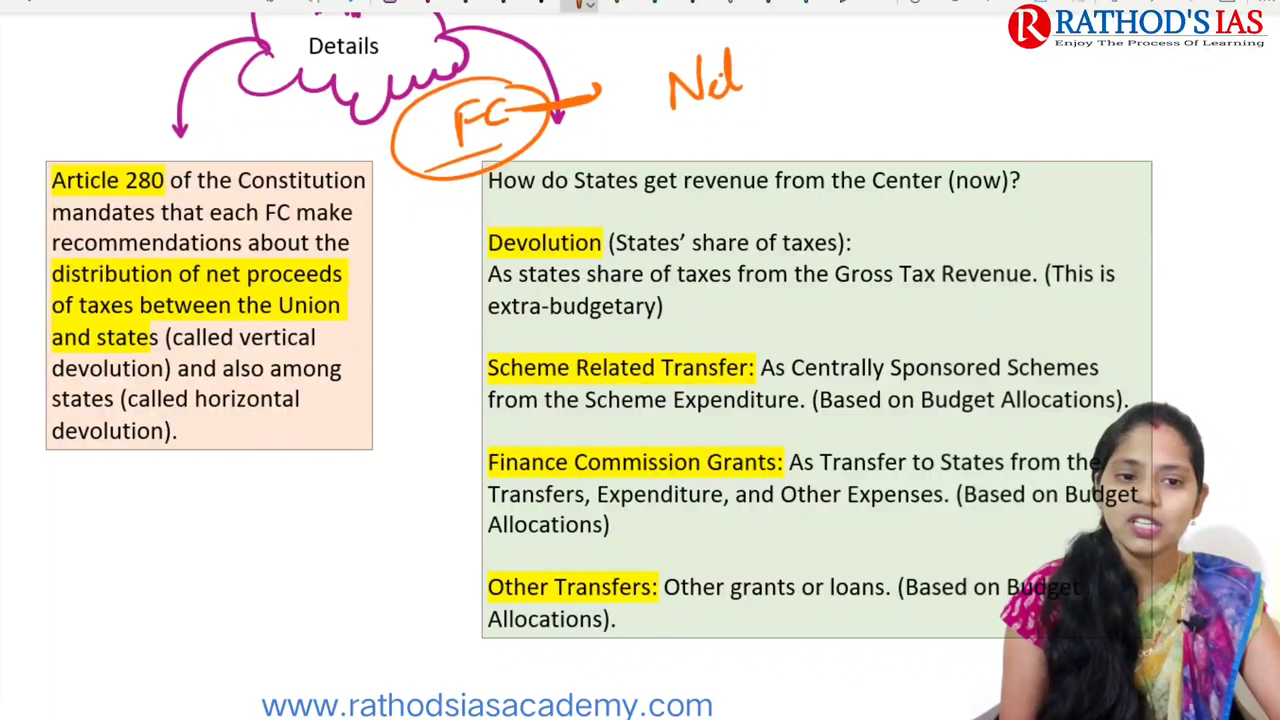 RATHOD'S IAS
Enjoy The Process Of Learning
Details
FC
Article 280 of the Constitution
mandates that each FC make
recommendations about the
distribution of net proceeds
of taxes between the Union
and states (called vertical
devolution) and also among
states (called horizontal
devolution).
How do States get revenue from the Center (now)?
Devolution (States’ share of taxes):
As states share of taxes from the Gross Tax Revenue. (This is
extra-budgetary)
Scheme Related Transfer: As Centrally Sponsored Schemes
from the Scheme Expenditure. (Based on Budget Allocations).
Finance Commission Grants: As Transfer to States from the
Transfers, Expenditure, and Other Expenses. (Based on Budget
Allocations)
Other Transfers: Other grants or loans. (Based on Budget
Allocations).
www.rathodsiasacademy.com